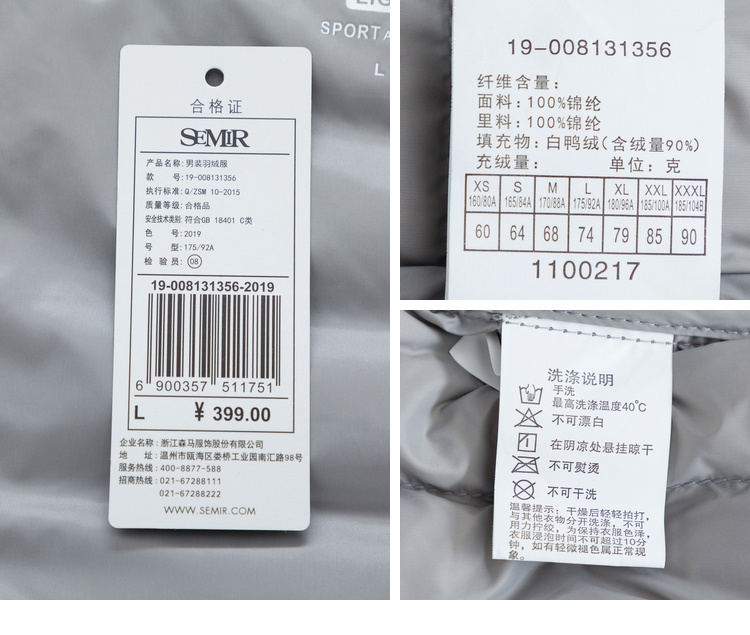 SPORT
L
合格证
SEMIR
产品名称:男装羽绒服
款 号:19-008131356
执行标准:Q/ZSM 10-2015
质量等级:合格品
安全技术类别:符合GB 18401 C类
色 号:2019
号 型:175/92A
检 验 员:08
19-008131356-2019
6 900357 511751
L ¥ 399.00
企业名称:浙江森马服饰股份有限公司
地 址:温州市瓯海区娄桥工业园南汇路98号
服务热线:400-8877-588
招商热线:021-67288111
021-67288222
WWW.SEMIR.COM
19-008131356
纤维含量:
面料:100%锦纶
里料:100%锦纶
填充物:白鸭绒(含绒量90%)
充绒量: 单位:克
XS S M L XL XXL XXXL
160/80A 165/84A 170/88A 175/92A 180/96A 185/100A 185/104B
60 64 68 74 79 85 90
1100217
洗涤说明
手洗
最高洗涤温度40°C
不可漂白
在阴凉处悬挂晾干
不可熨烫
不可干洗
温馨提示:干燥后轻轻拍打,
与其他衣物分开洗涤,不可
用力拧绞,为保持衣服色泽,
衣服浸泡时间不可超过10分
钟,如有轻微褪色属正常现
象。